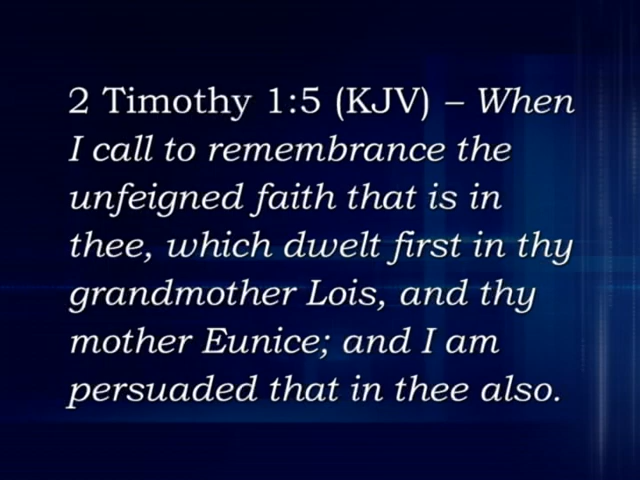 2 Timothy 1:5 (KJV) – When
I call to remembrance the
unfeigned faith that is in
thee, which dwelt first in thy
grandmother Lois, and thy
mother Eunice; and I am
persuaded that in thee also.